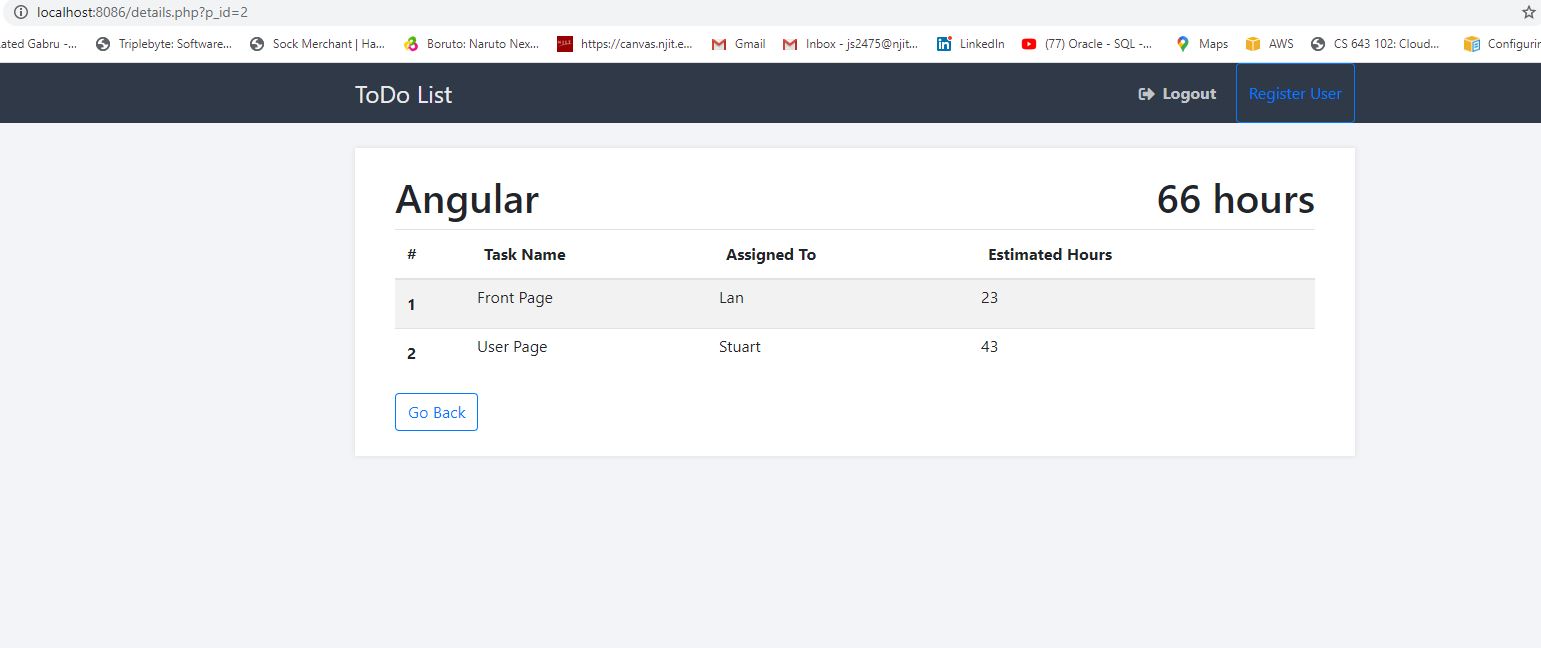 localhost:8086/details.php?p_id=2
ated Gabru -... Triplebyte: Software... Sock Merchant | Ha... Boruto: Naruto Nex... https://canvas.njit.e... Gmail Inbox - js2475@njit... LinkedIn (77) Oracle - SQL -... Maps AWS CS 643 102: Cloud... Configurin
ToDo List Logout Register User
Angular 66 hours
# Task Name Assigned To Estimated Hours
1 Front Page Lan 23
2 User Page Stuart 43
Go Back